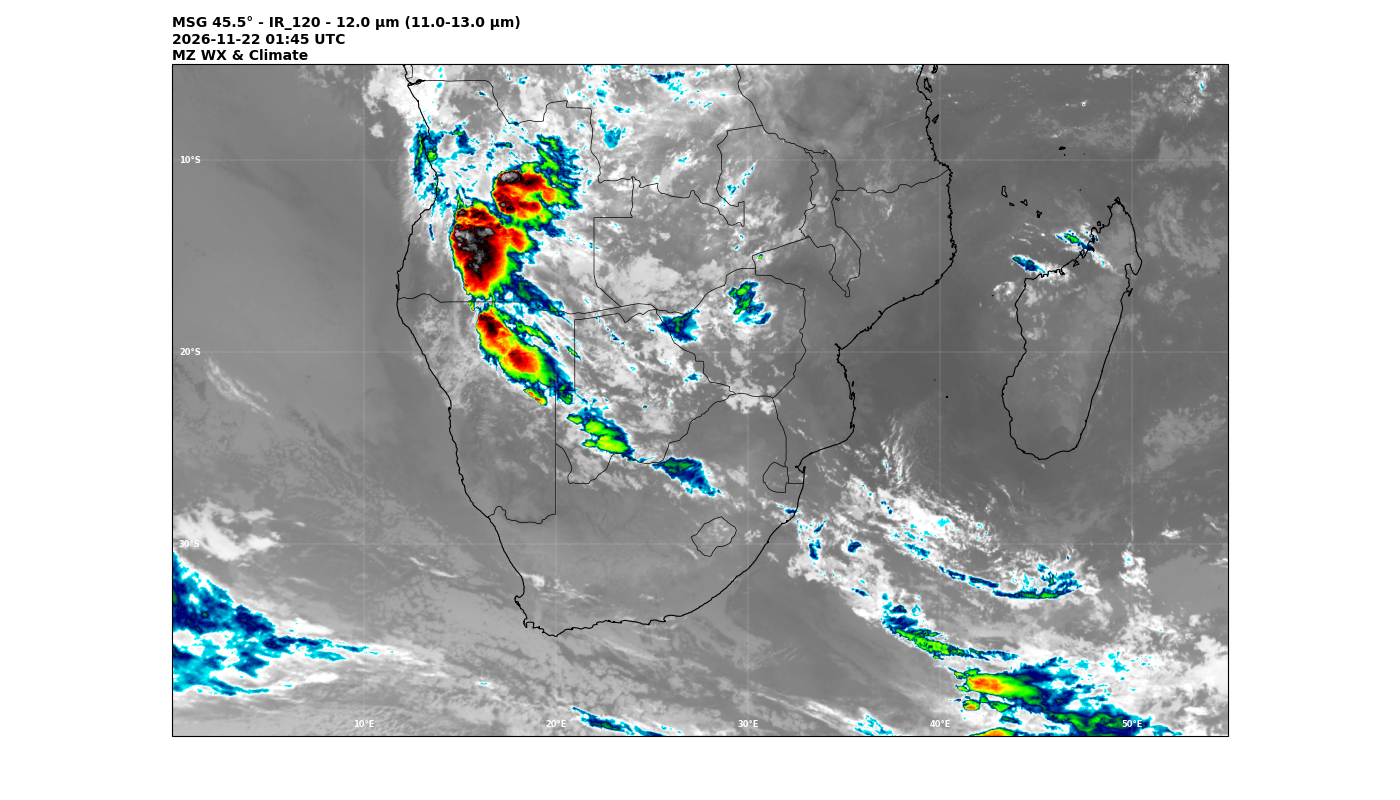 MSG 45.5° - IR_120 - 12.0 μm (11.0-13.0 μm)
2026-11-22 01:45 UTC
MZ WX & Climate
10°S
20°S
30°S
10°E
20°E
30°E
40°E
50°E